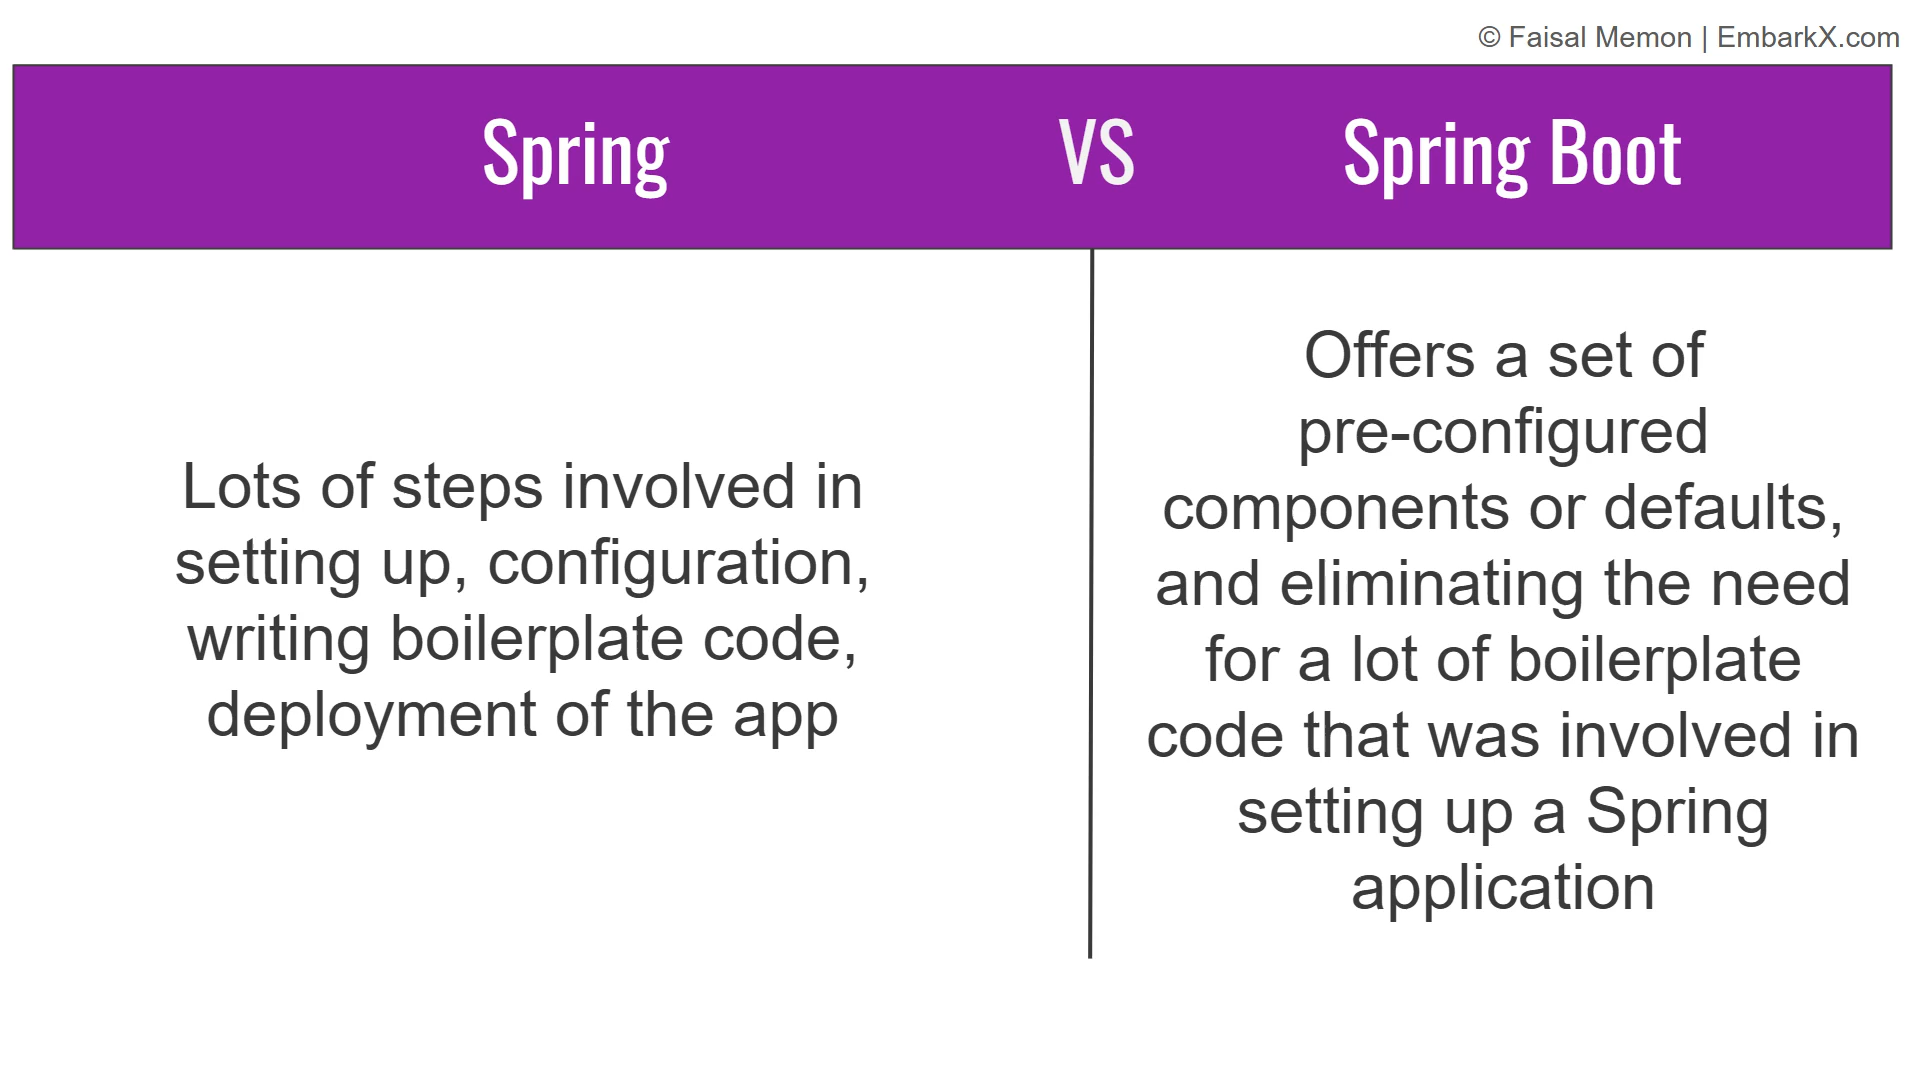 © Faisal Memon | EmbarkX.com
Spring
VS
Spring Boot
Lots of steps involved in
setting up, configuration,
writing boilerplate code,
deployment of the app
Offers a set of
pre-configured
components or defaults,
and eliminating the need
for a lot of boilerplate
code that was involved in
setting up a Spring
application